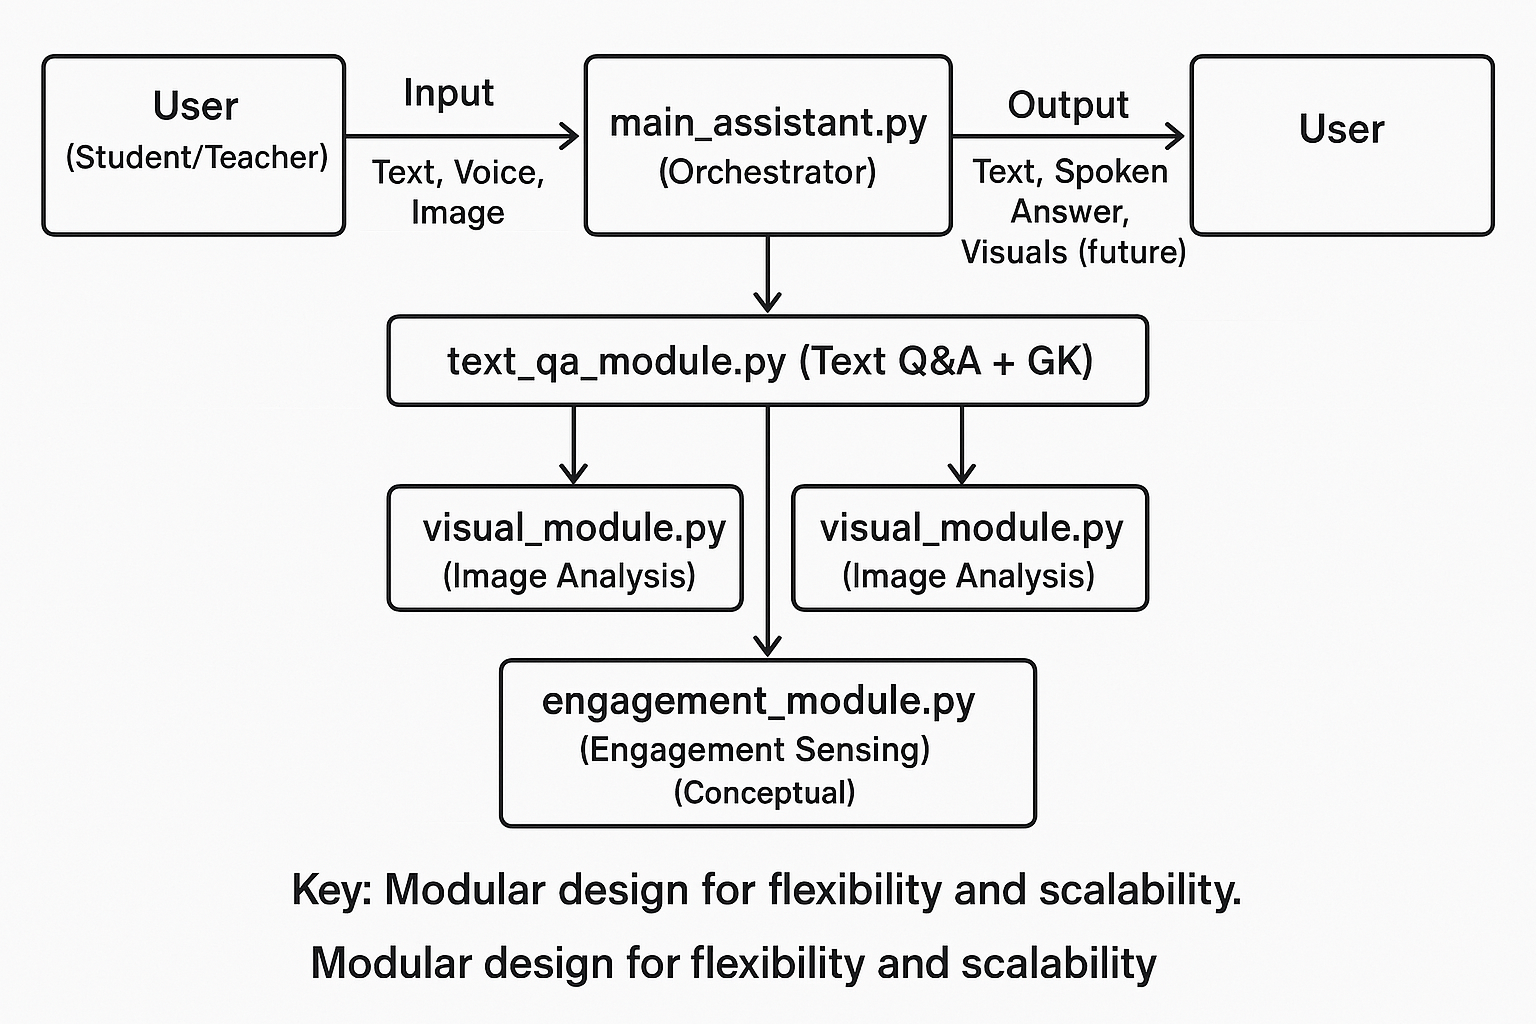 User
(Student/Teacher)
Input
Text, Voice,
Image
main_assistant.py
(Orchestrator)
Output
Text, Spoken
Answer,
Visuals (future)
User
text_qa_module.py (Text Q&A + GK)
visual_module.py
(Image Analysis)
visual_module.py
(Image Analysis)
engagement_module.py
(Engagement Sensing)
(Conceptual)
Key: Modular design for flexibility and scalability.
Modular design for flexibility and scalability